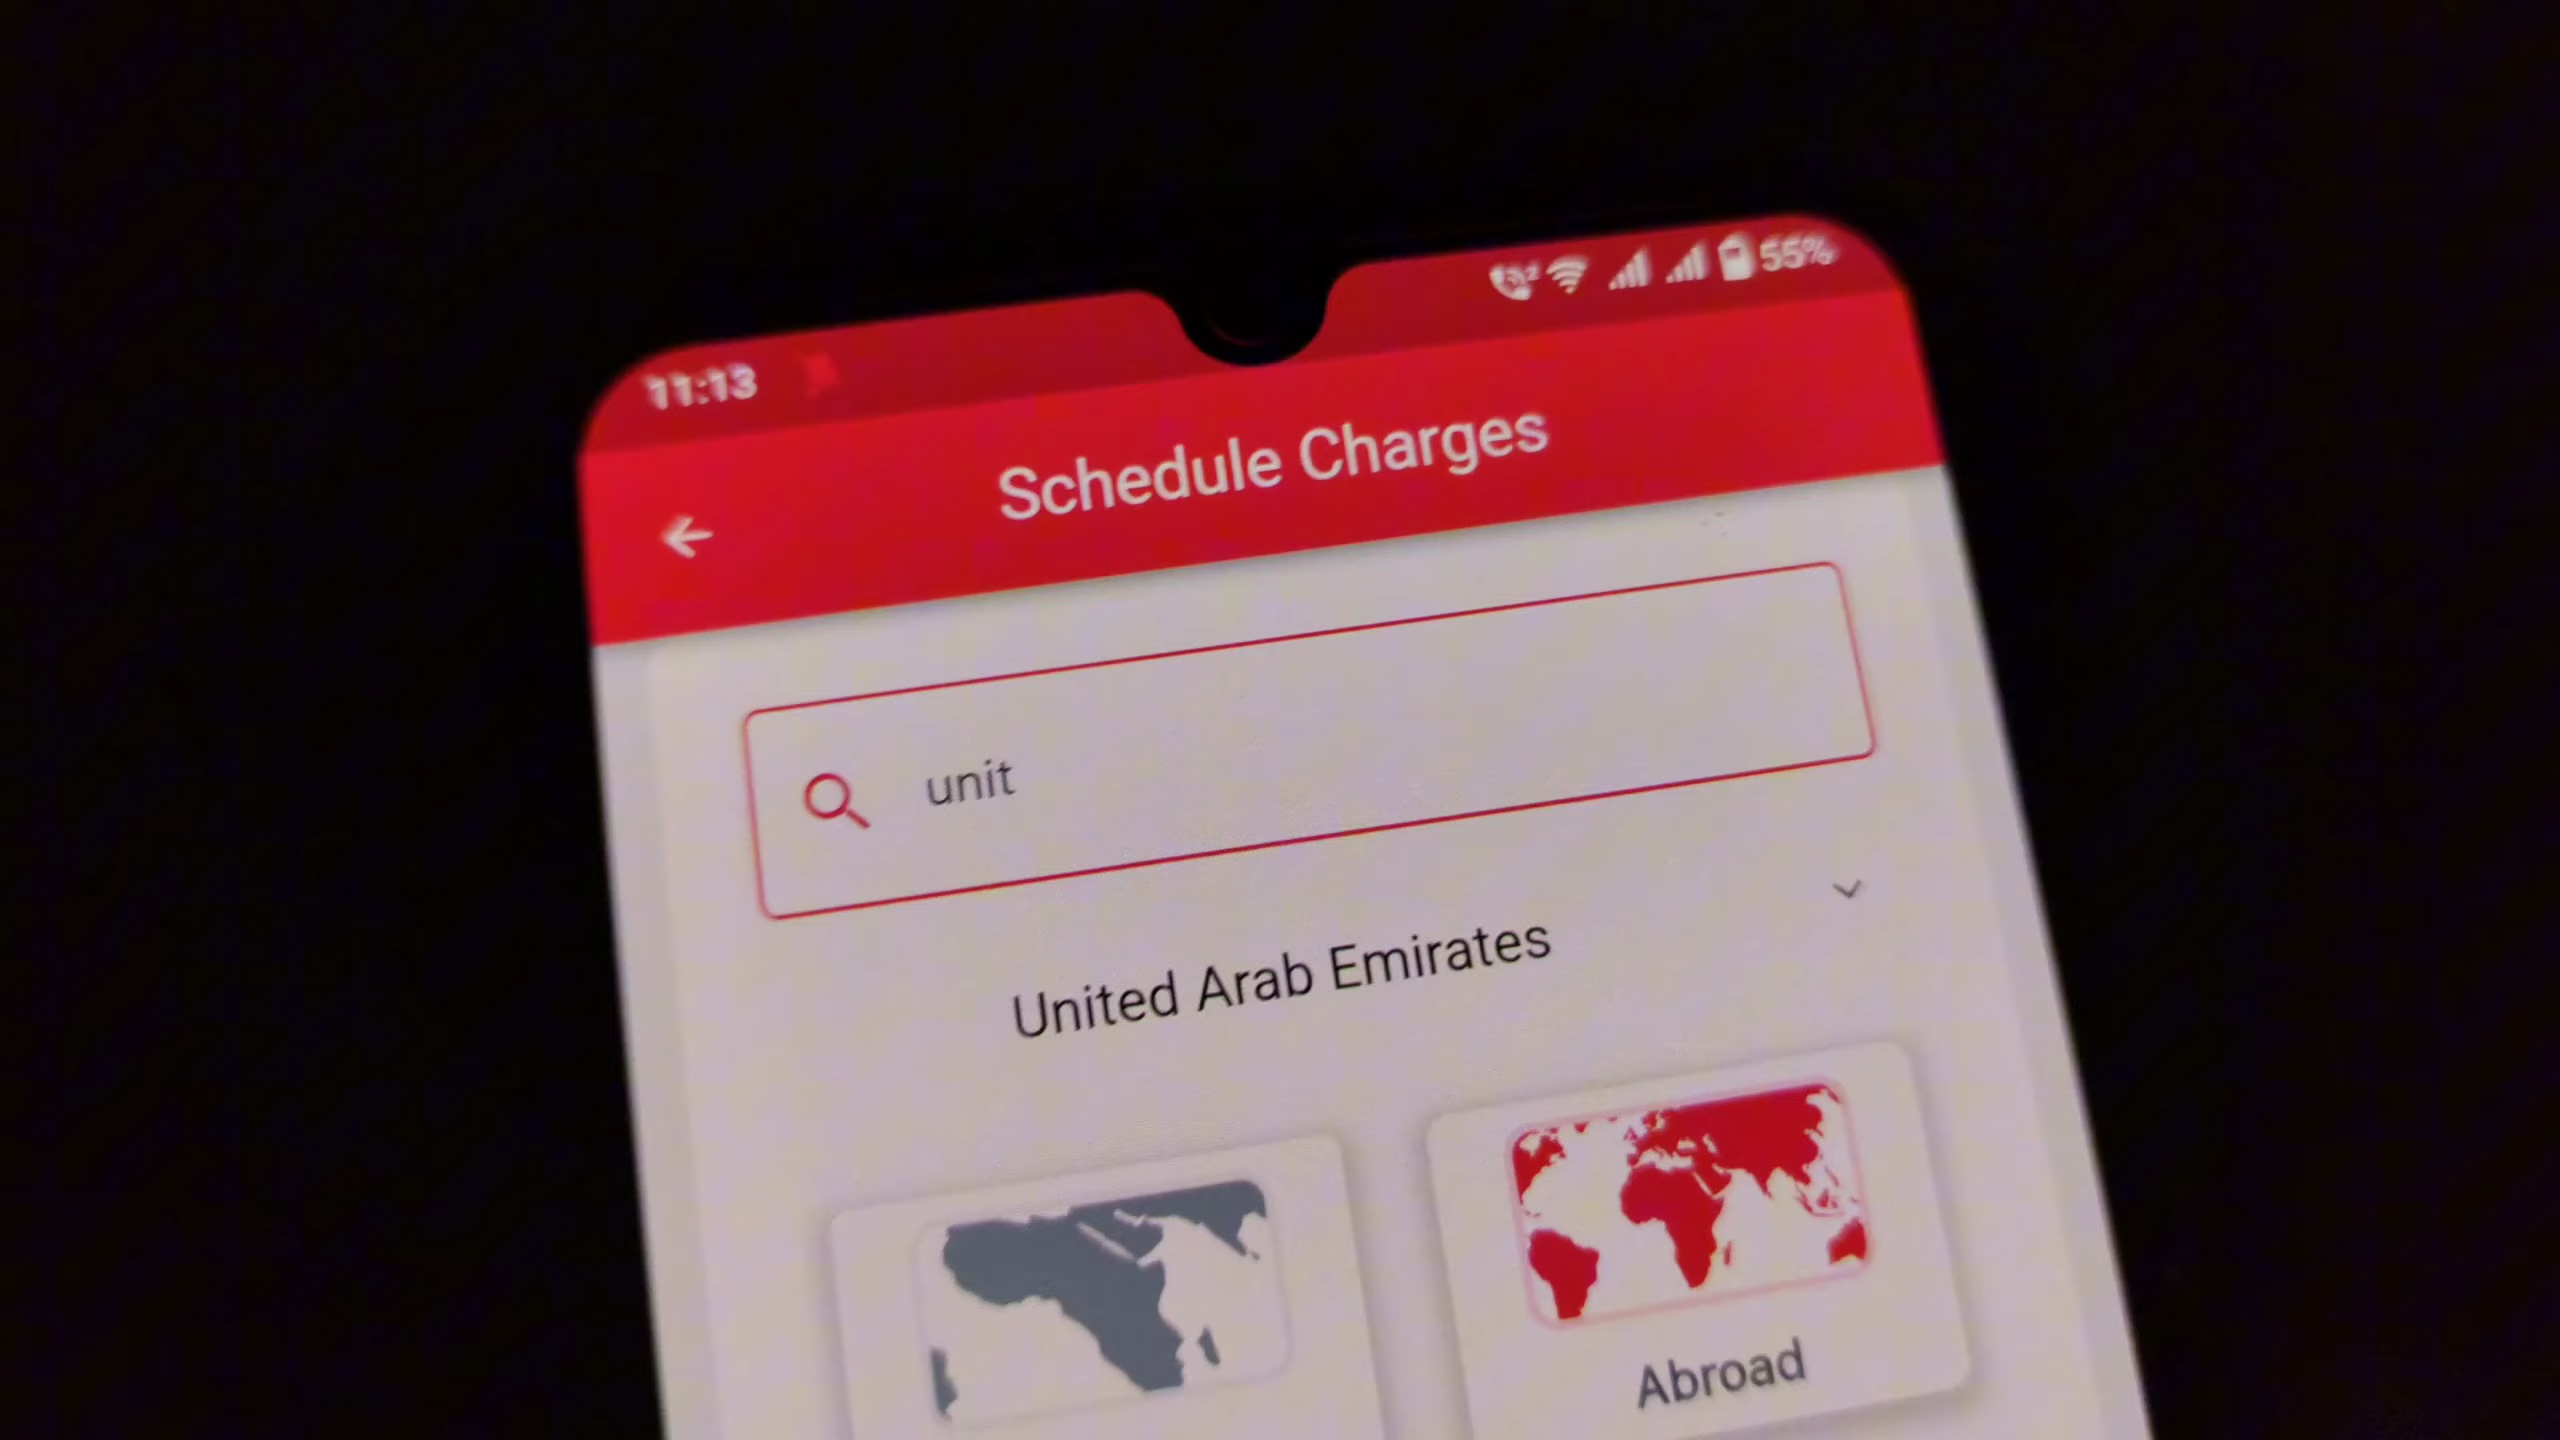 11:13
55%
Schedule Charges
unit
United Arab Emirates
Abroad